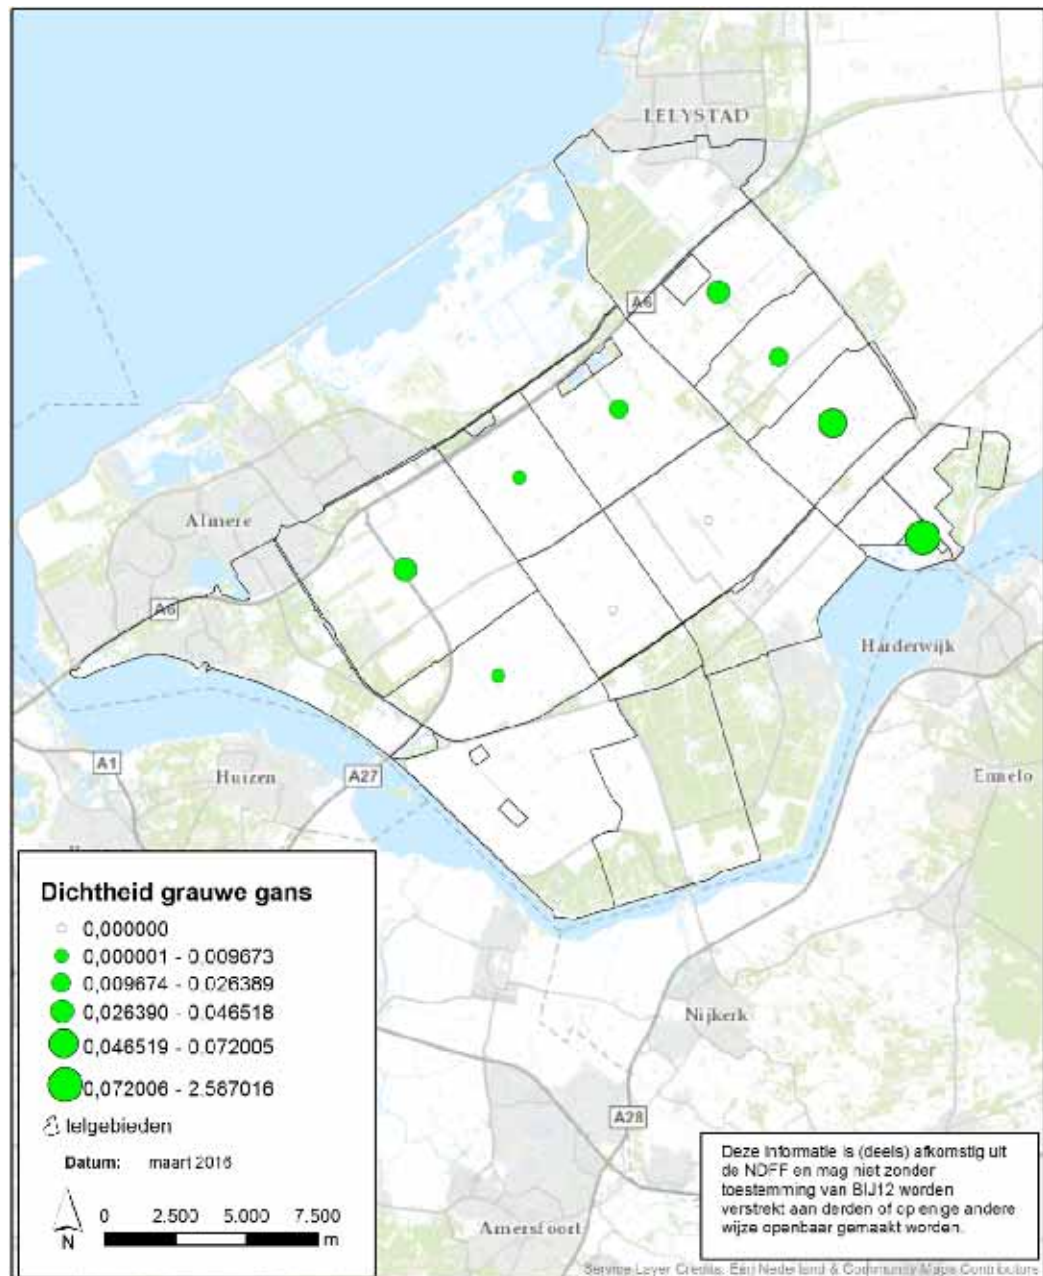 LELYSTAD
A6
Almere
A6
Harderwijk
A1
Huizen
A27
Ermelo
Dichtheid grauwe gans
0,000000
0,000001 - 0.009673
0,009674 - 0.026389
0,026390 - 0.046518
0,046519 - 0.072005
0,072006 - 2.587016
telgebieden
Datum: maart 2016
N
0 2.500 5.000 7.500
m
Nijkerk
A28
Amersfoort
Deze informatie is (deels) afkomstig uit
de NDFF en mag niet zonder
toestemming van BIJ12 worden
verstrekt aan derden of op enige andere
wijze openbaar gemaakt worden.
Service Layer Credits: Esri Nederland & Community Maps Contributors